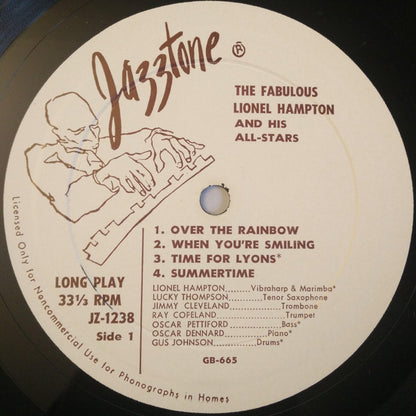 Jazztone ®
THE FABULOUS
LIONEL HAMPTON
AND HIS
ALL-STARS
1. OVER THE RAINBOW
2. WHEN YOU'RE SMILING
3. TIME FOR LYONS*
4. SUMMERTIME
LONG PLAY
33⅓ RPM
JZ-1238
Side 1
LIONEL HAMPTON........Vibraharp & Marimba*
LUCKY THOMPSON.........Tenor Saxophone
JIMMY CLEVELAND................Trombone
RAY COPELAND....................Trumpet
OSCAR PETTIFORD................Bass*
OSCAR DENNARD..............Piano*
GUS JOHNSON..............Drums*
GB-665
Licensed Only for Noncommercial Use for Phonographs in Homes